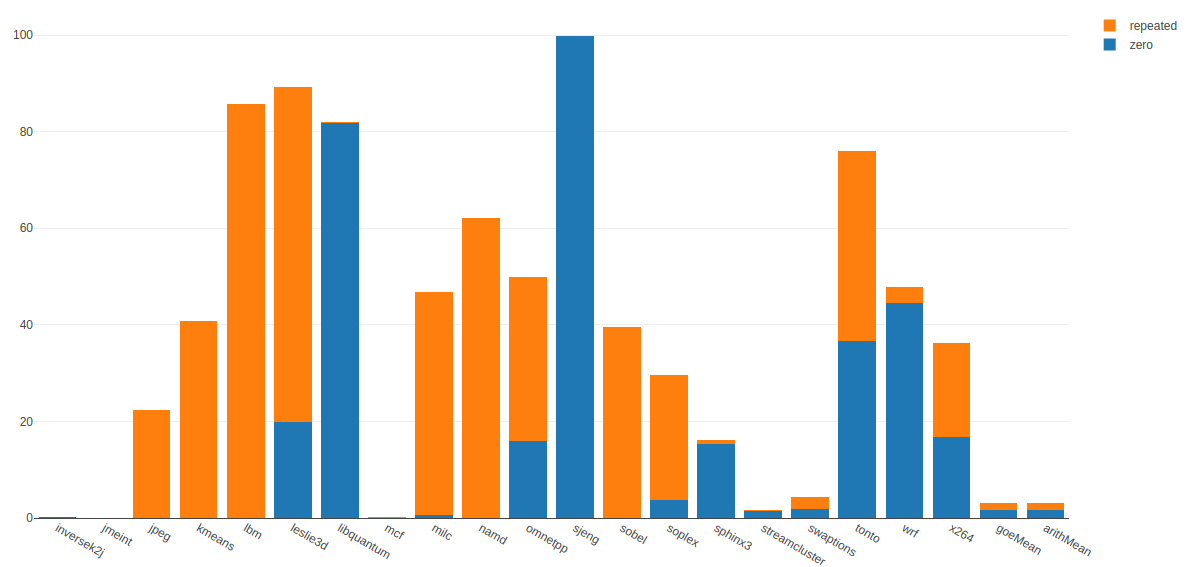 repeated
zero
100
80
60
40
20
0
inversek2j
jmeint
jpeg
kmeans
lbm
leslie3d
libquantum
mcf
milc
namd
omnetpp
sjeng
sobel
soplex
sphinx3
streamcluster
swaptions
tonto
wrf
x264
goeMean
arithMean